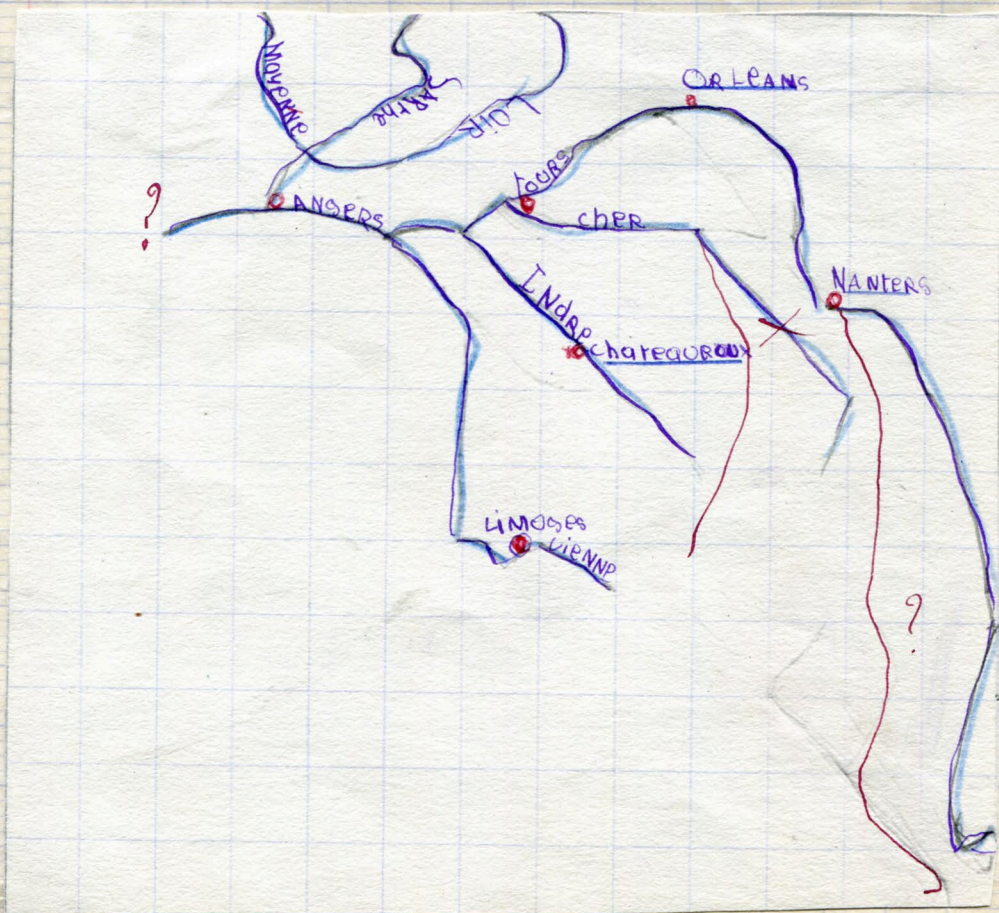 Mayenne
SARthe
LOIR
ORLEANS
?
ANGERS
tours
cher
NANtERS
INDRe
chateauROUX
LiMOGES
VieNNe
?